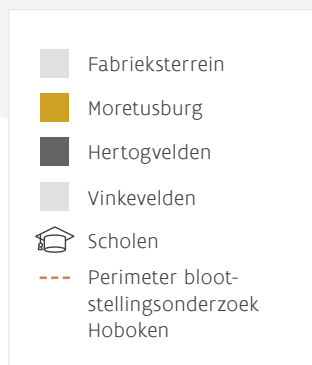 Fabrieksterrein
Moretusburg
Hertogvelden
Vinkevelden
Scholen
Perimeter bloot-
stellingsonderzoek
Hoboken